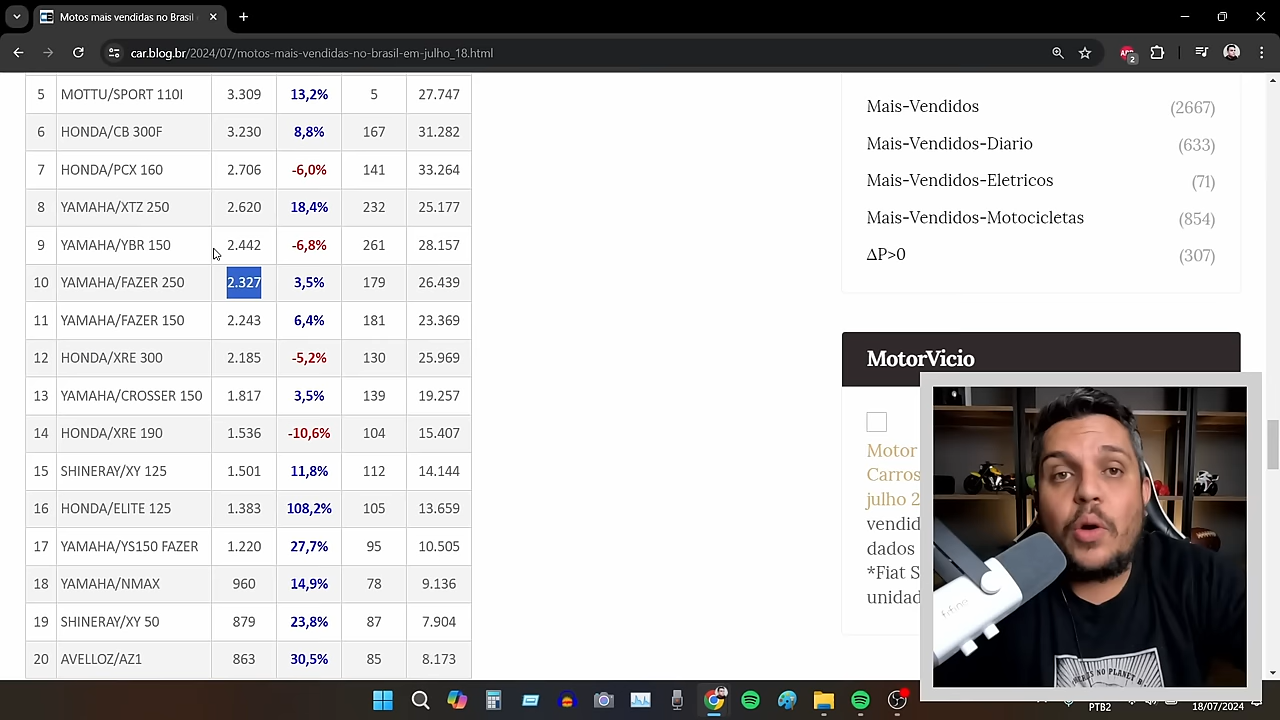 Motos mais vendidas no Brasil
car.blog.br/2024/07/motos-mais-vendidas-no-brasil-em-julho_18.html
2
5 MOTTU/SPORT 110I 3.309 13,2% 5 27.747
6 HONDA/CB 300F 3.230 8,8% 167 31.282
7 HONDA/PCX 160 2.706 -6,0% 141 33.264
8 YAMAHA/XTZ 250 2.620 18,4% 232 25.177
9 YAMAHA/YBR 150 2.442 -6,8% 261 28.157
10 YAMAHA/FAZER 250 2.327 3,5% 179 26.439
11 YAMAHA/FAZER 150 2.243 6,4% 181 23.369
12 HONDA/XRE 300 2.185 -5,2% 130 25.969
13 YAMAHA/CROSSER 150 1.817 3,5% 139 19.257
14 HONDA/XRE 190 1.536 -10,6% 104 15.407
15 SHINERAY/XY 125 1.501 11,8% 112 14.144
16 HONDA/ELITE 125 1.383 108,2% 105 13.659
17 YAMAHA/YS150 FAZER 1.220 27,7% 95 10.505
18 YAMAHA/NMAX 960 14,9% 78 9.136
19 SHINERAY/XY 50 879 23,8% 87 7.904
20 AVELLOZ/AZ1 863 30,5% 85 8.173
Mais-Vendidos (2667)
Mais-Vendidos-Diario (633)
Mais-Vendidos-Eletricos (71)
Mais-Vendidos-Motocicletas (854)
ΔP>0 (307)
MotorVicio
Motor
Carros
julho 2
vendid
dados
*Fiat S
unidad
fifine
PTB2
18/07/2024